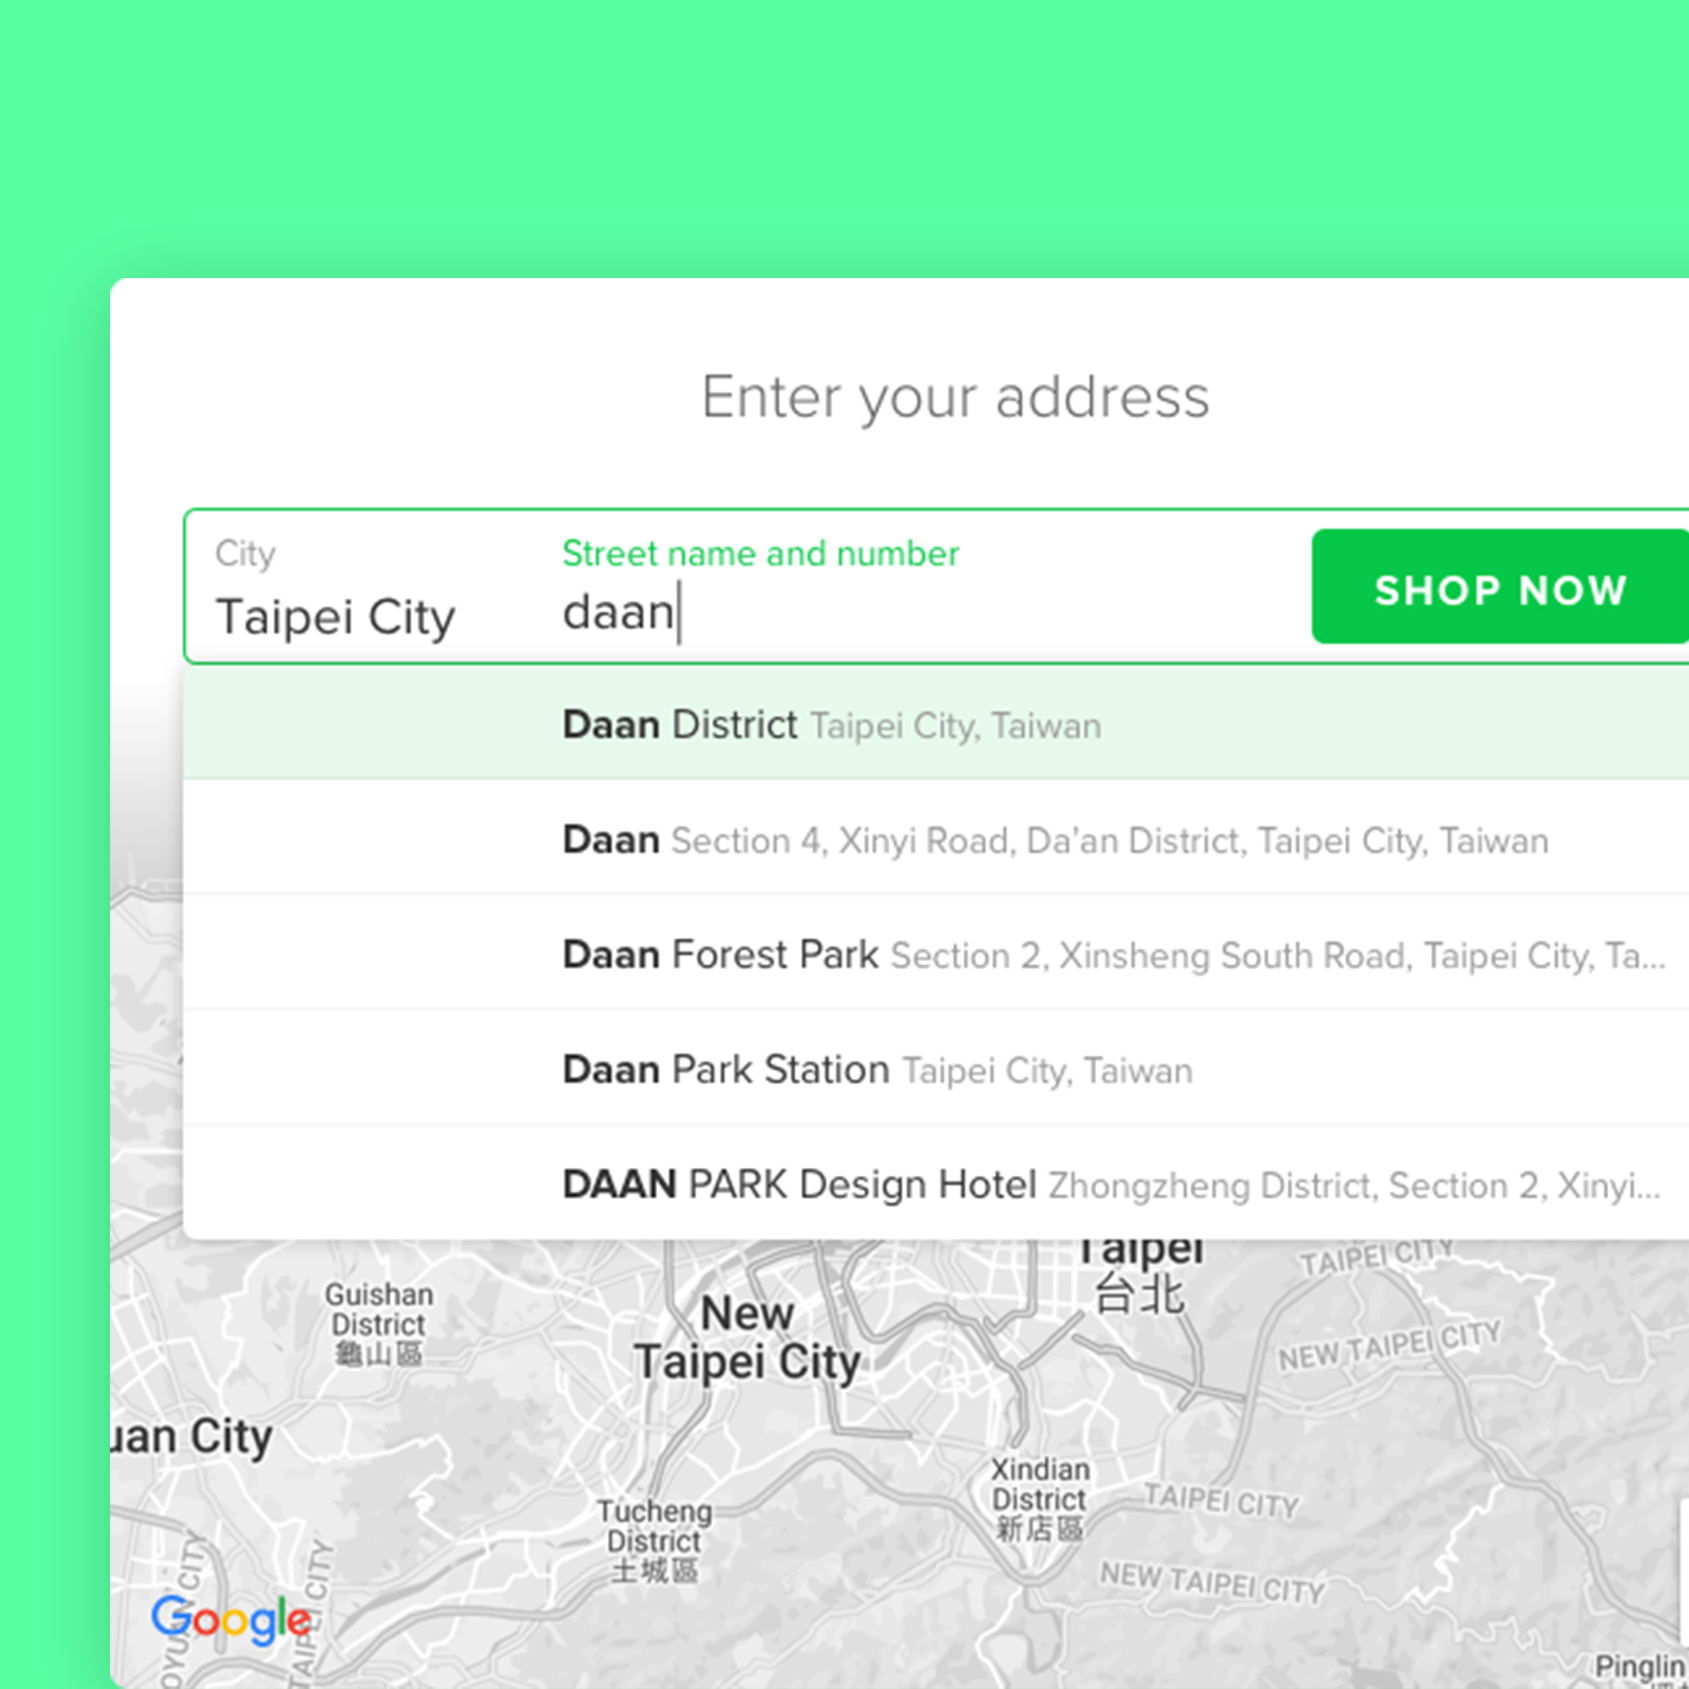 Enter your address
City
Street name and number
Taipei City
daan
SHOP NOW
Daan District Taipei City, Taiwan
Daan Section 4, Xinyi Road, Da'an District, Taipei City, Taiwan
Daan Forest Park Section 2, Xinsheng South Road, Taipei City, Ta...
Daan Park Station Taipei City, Taiwan
DAAN PARK Design Hotel Zhongzheng District, Section 2, Xinyi...
Taipei
台北
TAIPEI CITY
Guishan
District
龜山區
New
Taipei City
NEW TAIPEI CITY
uan City
Xindian
District
新店區
TAIPEI CITY
Tucheng
District
土城區
NEW TAIPEI CITY
OYUAN CITY
TAIPEI CITY
Google
Pinglin